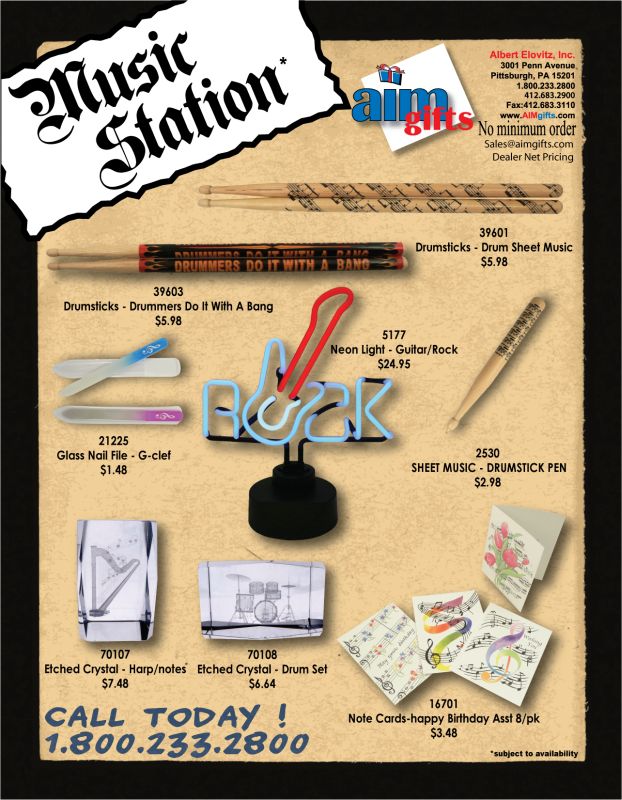 Music
Station*
aim
gifts
Albert Elovitz, Inc.
3001 Penn Avenue
Pittsburgh, PA 15201
1.800.233.2800
412.683.2900
Fax:412.683.3110
www.AIMgifts.com
No minimum order
Sales@aimgifts.com
Dealer Net Pricing
39601
Drumsticks - Drum Sheet Music
$5.98
DRUMMERS DO IT WITH A BANG
DRUMMERS DO IT WITH A BANG
39603
Drumsticks - Drummers Do It With A Bang
$5.98
5177
Neon Light - Guitar/Rock
$24.95
ROCK
21225
Glass Nail File - G-clef
$1.48
2530
SHEET MUSIC - DRUMSTICK PEN
$2.98
70107
Etched Crystal - Harp/notes
$7.48
70108
Etched Crystal - Drum Set
$6.64
16701
Note Cards-happy Birthday Asst 8/pk
$3.48
CALL TODAY !
1.800.233.2800
*subject to availability